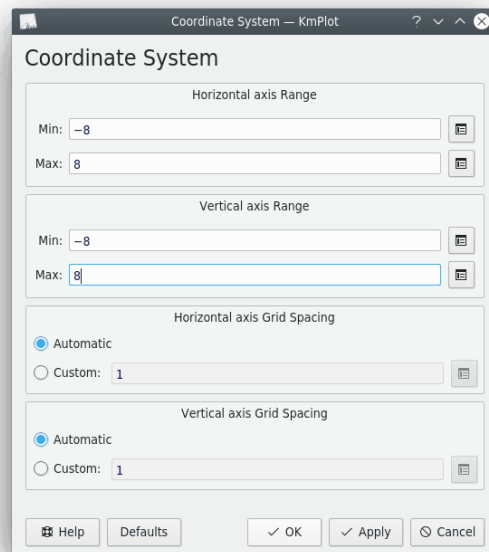 Coordinate System — KmPlot
Coordinate System
Horizontal axis Range
Min: −8
Max: 8
Vertical axis Range
Min: −8
Max: 8
Horizontal axis Grid Spacing
Automatic
Custom: 1
Vertical axis Grid Spacing
Automatic
Custom: 1
Help Defaults OK Apply Cancel